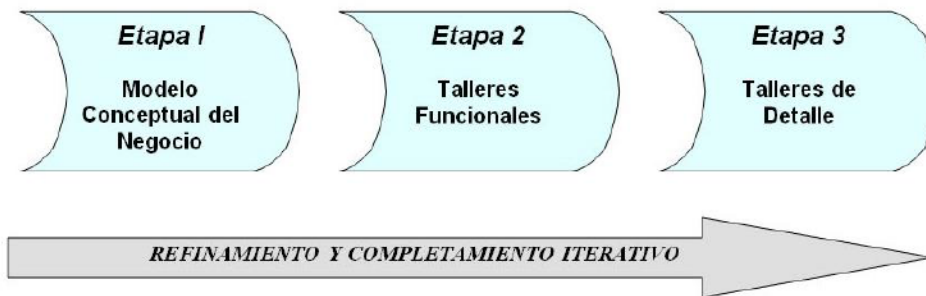 Etapa I
Modelo
Conceptual del
Negocio
Etapa 2
Talleres
Funcionales
Etapa 3
Talleres de
Detalle
REFINAMIENTO Y COMPLETAMIENTO ITERATIVO